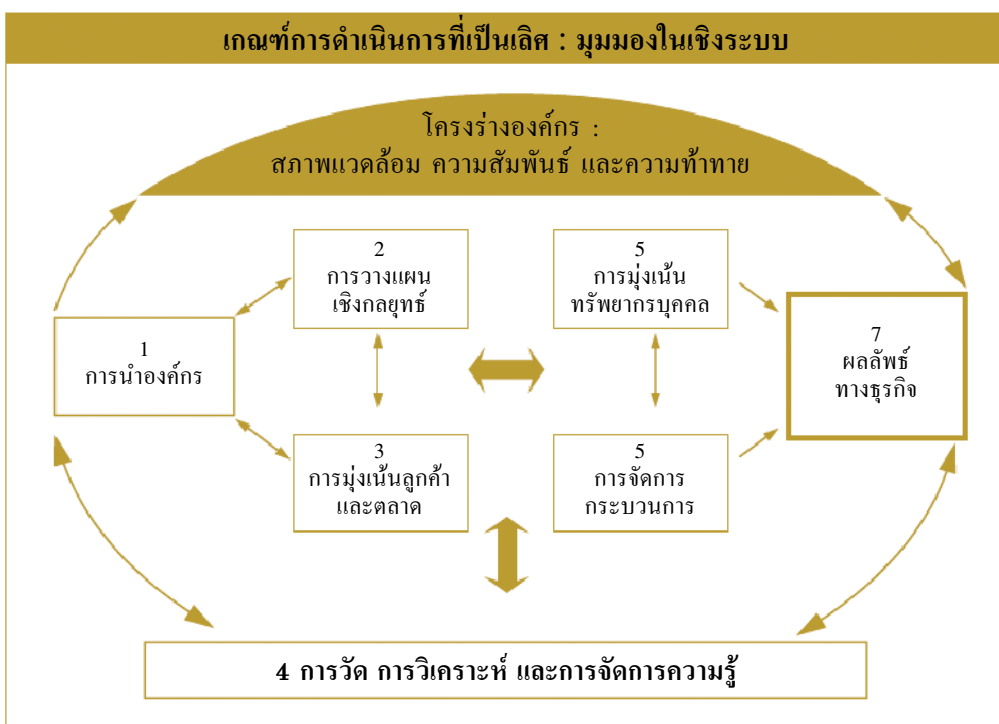 เกณฑ์การดำเนินการที่เป็นเลิศ : มุมมองในเชิงระบบ
โครงร่างองค์กร :
สภาพแวดล้อม ความสัมพันธ์ และความท้าทาย
2
การวางแผน
เชิงกลยุทธ์
5
การมุ่งเน้น
ทรัพยากรบุคคล
1
การนำองค์กร
7
ผลลัพธ์
ทางธุรกิจ
3
การมุ่งเน้นลูกค้า
และตลาด
5
การจัดการ
กระบวนการ
4 การวัด การวิเคราะห์ และการจัดการความรู้